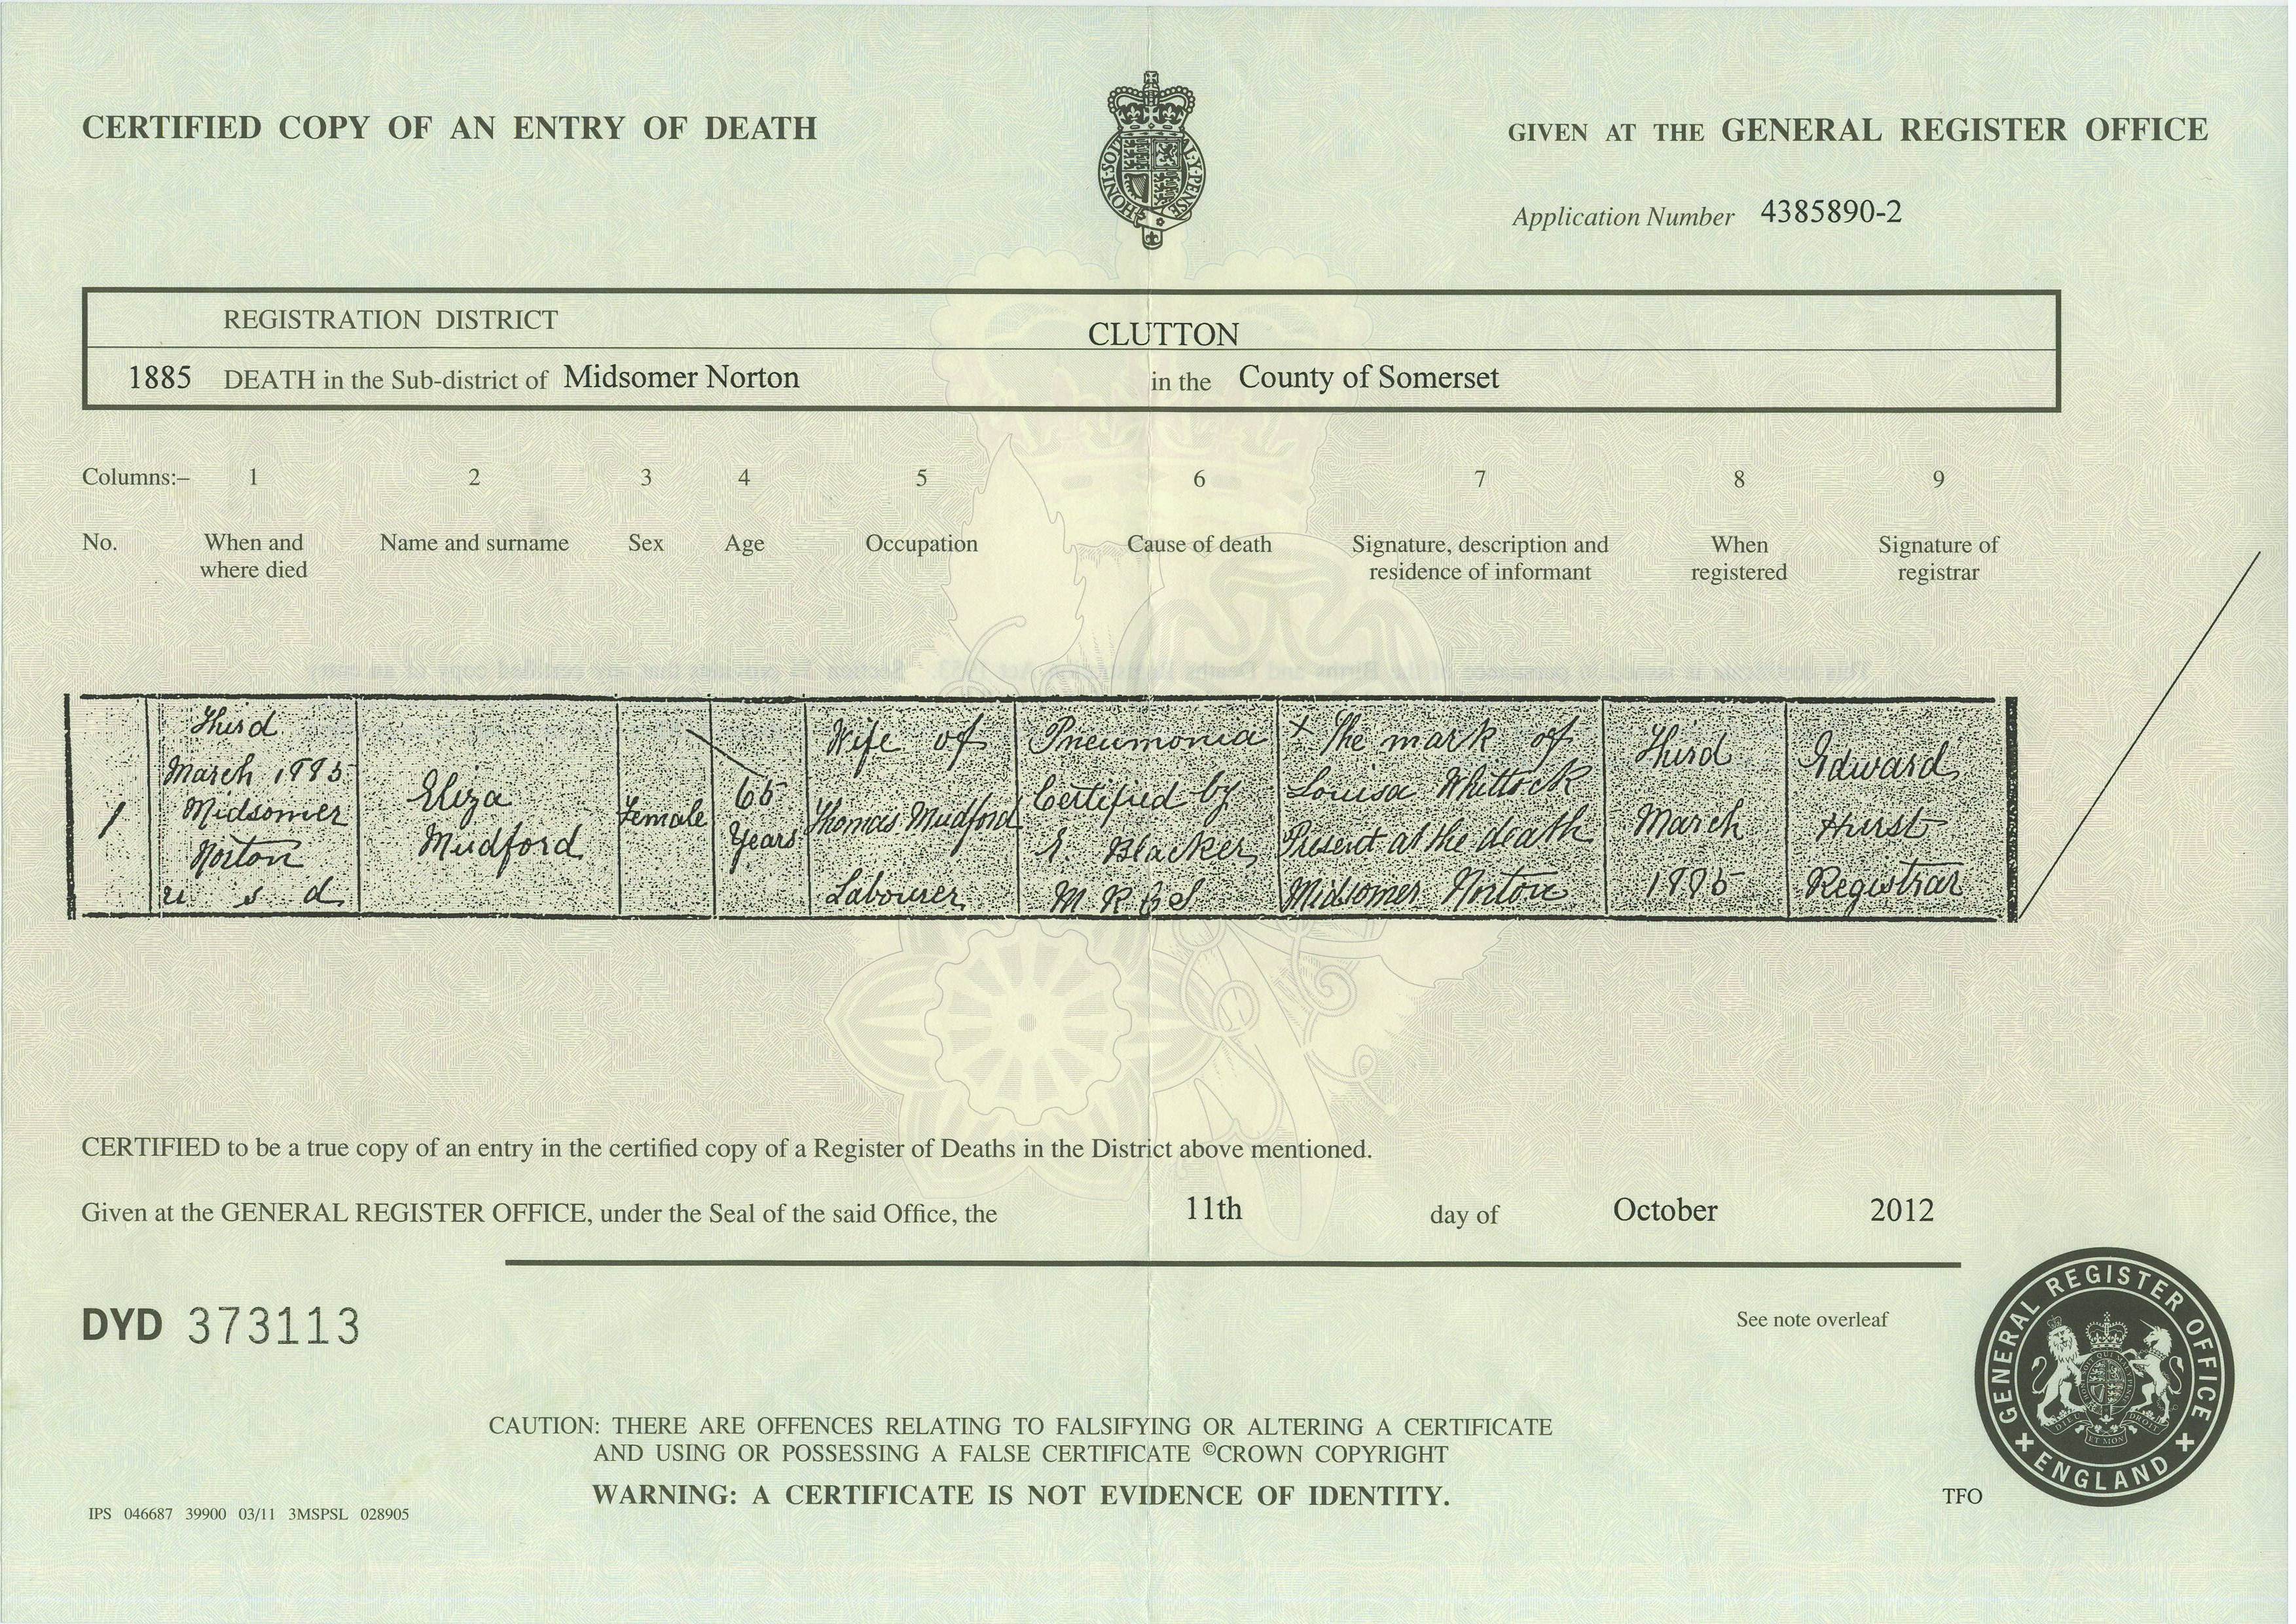 CERTIFIED COPY OF AN ENTRY OF DEATH
GIVEN AT THE GENERAL REGISTER OFFICE
HONI·SOIT
MAL·Y·PENSE
Application Number 4385890-2
REGISTRATION DISTRICT CLUTTON
1885 DEATH in the Sub-district of Midsomer Norton in the County of Somerset
Columns:– 1 2 3 4 5 6 7 8 9
No. When and where died Name and surname Sex Age Occupation Cause of death Signature, description and residence of informant When registered Signature of registrar
1
Third
March 1885
Midsomer
Norton
u s d
Eliza
Mudford
Female
65
Years
Wife of
Thomas Mudford
Labourer
Pneumonia
Certified by
Blacker
M R C S
X The mark of
Louisa Whittock
Present at the death
Midsomer Norton
Third
March
1885
Edward
Hurst
Registrar
CERTIFIED to be a true copy of an entry in the certified copy of a Register of Deaths in the District above mentioned.
Given at the GENERAL REGISTER OFFICE, under the Seal of the said Office, the 11th day of October 2012
DYD 373113
See note overleaf
GENERAL REGISTER OFFICE
DIEU ET MON DROIT
ENGLAND
CAUTION: THERE ARE OFFENCES RELATING TO FALSIFYING OR ALTERING A CERTIFICATE
AND USING OR POSSESSING A FALSE CERTIFICATE ©CROWN COPYRIGHT
WARNING: A CERTIFICATE IS NOT EVIDENCE OF IDENTITY.
IPS 046687 39900 03/11 3MSPSL 028905
TFO